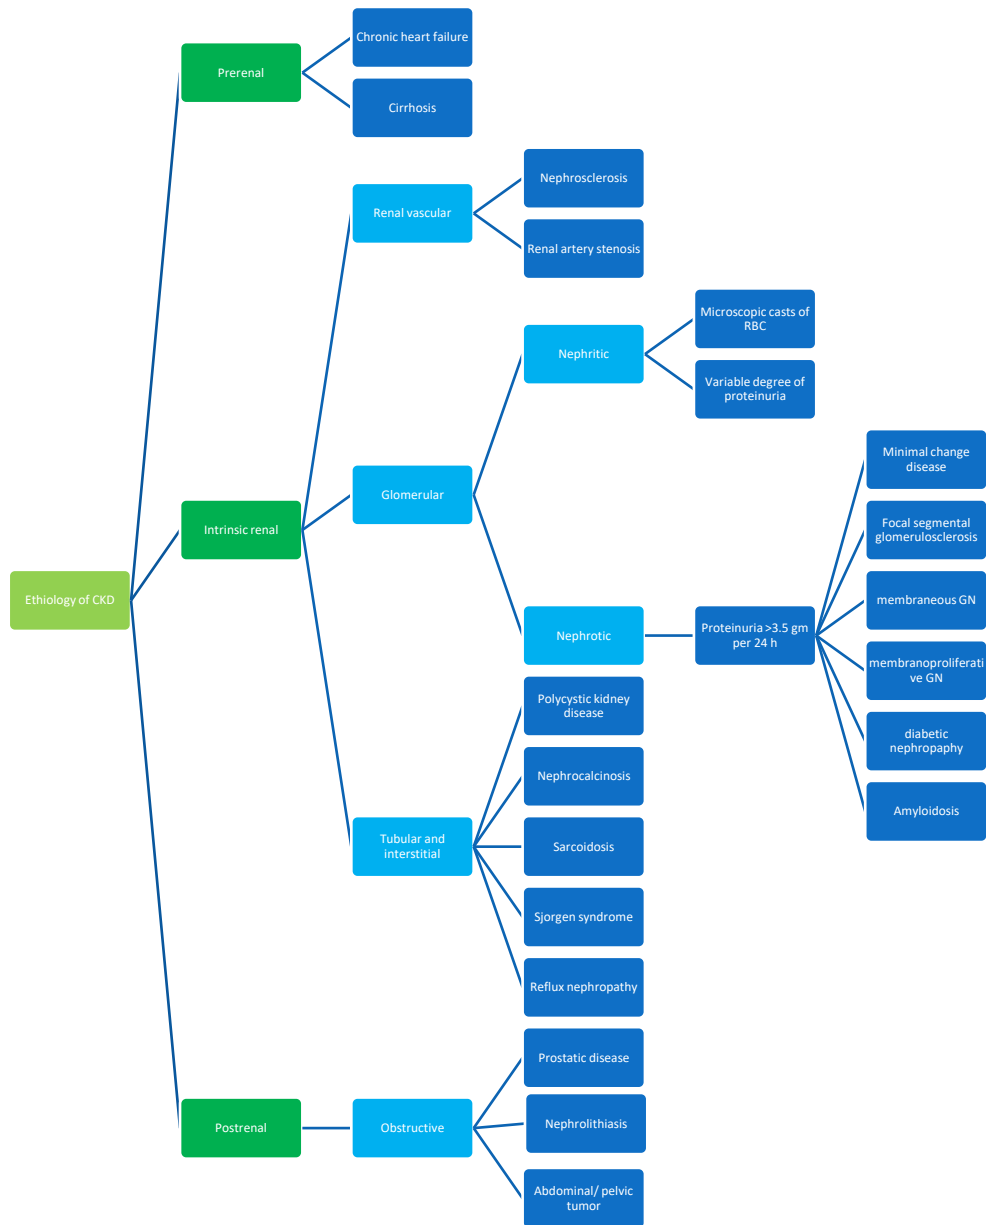 Chronic heart failure
Prerenal
Cirrhosis
Nephrosclerosis
Renal vascular
Renal artery stenosis
Microscopic casts of
RBC
Nephritic
Variable degree of
proteinuria
Minimal change
disease
Glomerular
Focal segmental
glomerulosclerosis
Intrinsic renal
Ethiology of CKD
membraneous GN
Nephrotic
Proteinuria >3.5 gm
per 24 h
membranoproliferati
ve GN
Polycystic kidney
disease
diabetic
nephropaphy
Nephrocalcinosis
Amyloidosis
Tubular and
interstitial
Sarcoidosis
Sjorgen syndrome
Reflux nephropathy
Prostatic disease
Postrenal
Obstructive
Nephrolithiasis
Abdominal/ pelvic
tumor